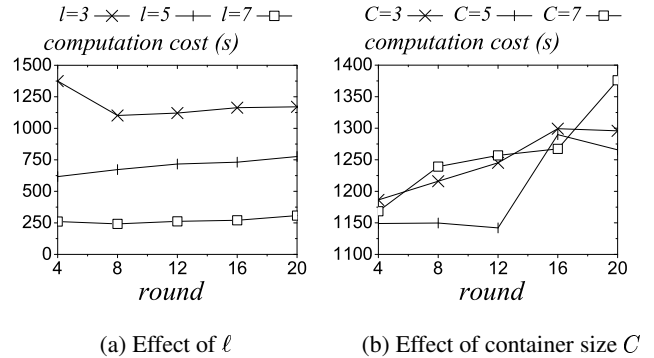 l=3 l=5 l=7
computation cost (s)
1500
1250
1000
750
500
250
0
4 8 12 16 20
round
(a) Effect of ℓ
C=3 C=5 C=7
computation cost (s)
1400
1350
1300
1250
1200
1150
1100
4 8 12 16 20
round
(b) Effect of container size C